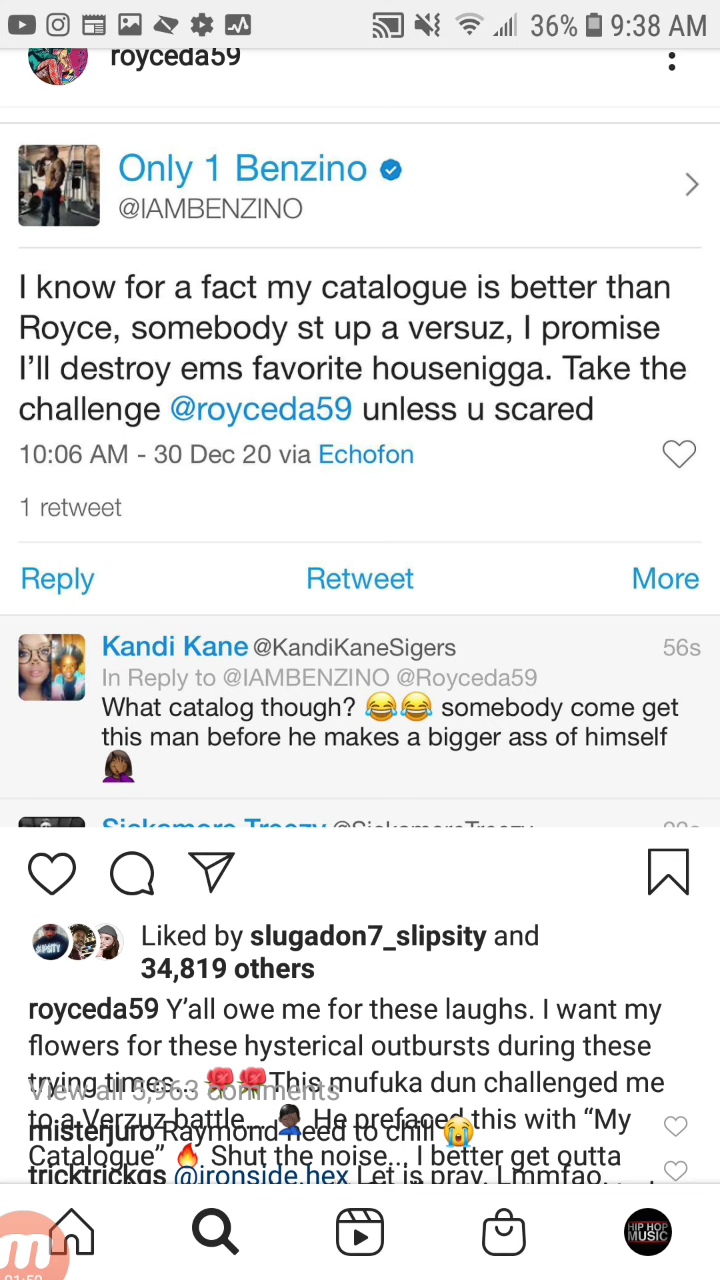 36% 9:38 AM
royceda59
Only 1 Benzino
@IAMBENZINO
I know for a fact my catalogue is better than
Royce, somebody st up a versuz, I promise
I'll destroy ems favorite housenigga. Take the
challenge @royceda59 unless u scared
10:06 AM - 30 Dec 20 via Echofon
1 retweet
Reply Retweet More
Kandi Kane @KandiKaneSigers 56s
In Reply to @IAMBENZINO @Royceda59
What catalog though? 😂😂 somebody come get
this man before he makes a bigger ass of himself
🤦🏾‍♀️
Liked by slugadon7_slipsity and
34,819 others
royceda59 Y'all owe me for these laughs. I want my
flowers for these hysterical outbursts during these
trying times... 🌹🌹This mufuka dun challenged me
View all 5,963 comments
to a Verzuz battle... 🤦🏿‍♂️ He prefaced this with “My
misterjuro Raymond need to chill 😭
Catalogue” 🔥 Shut the noise... I better get outta
tricktrickgs @ironside.hex Let is pray. Lmmfao.
HIP HOP
MUSIC
m
01:59